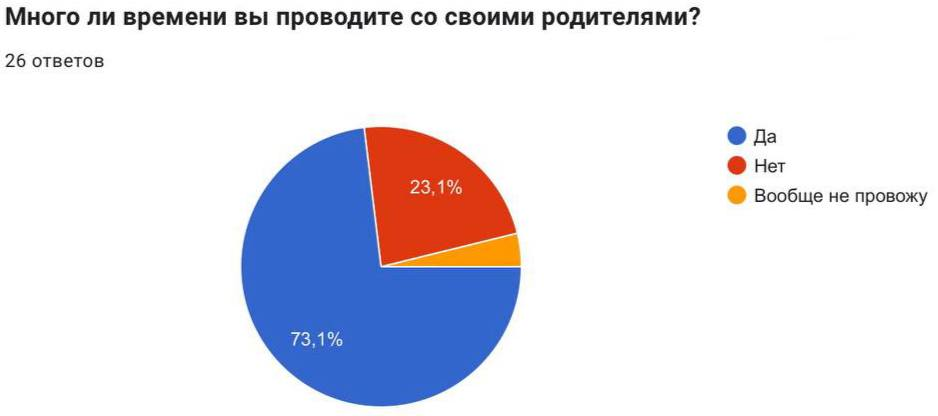 Много ли времени вы проводите со своими родителями?
26 ответов
23,1%
73,1%
Да
Нет
Вообще не провожу